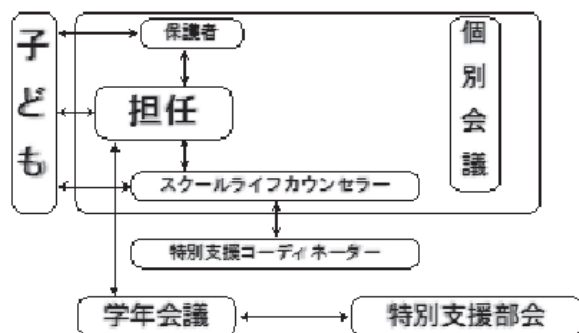 子ども
保護者
個別会議
担任
スクールライフカウンセラー
特別支援コーディネーター
学年会議
特別支援部会